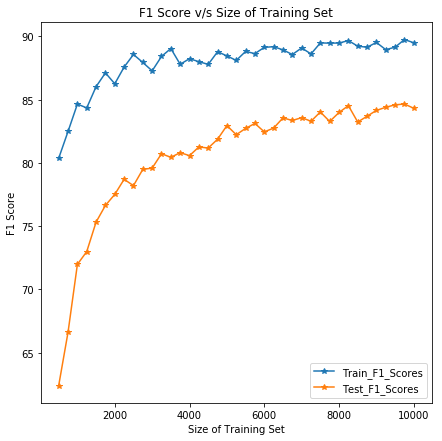 F1 Score v/s Size of Training Set
90
85
80
75
70
65
F1 Score
2000 4000 6000 8000 10000
Size of Training Set
Train_F1_Scores
Test_F1_Scores